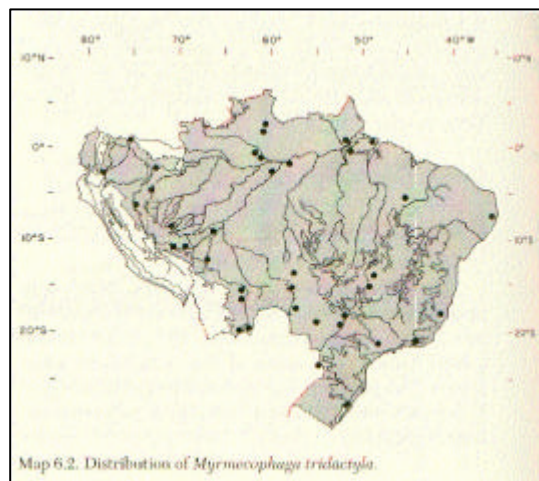 80° 70° 60° 50° 40°W
10°N 10°N
0° 0°
10°S 10°S
20°S 20°S
Map 6.2. Distribution of Myrmecophaga tridactyla.